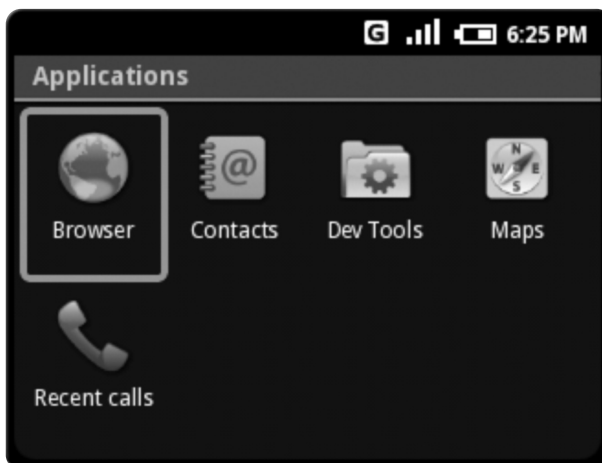 G 6:25 PM
Applications
Browser Contacts Dev Tools Maps
N
W E
S
Recent calls